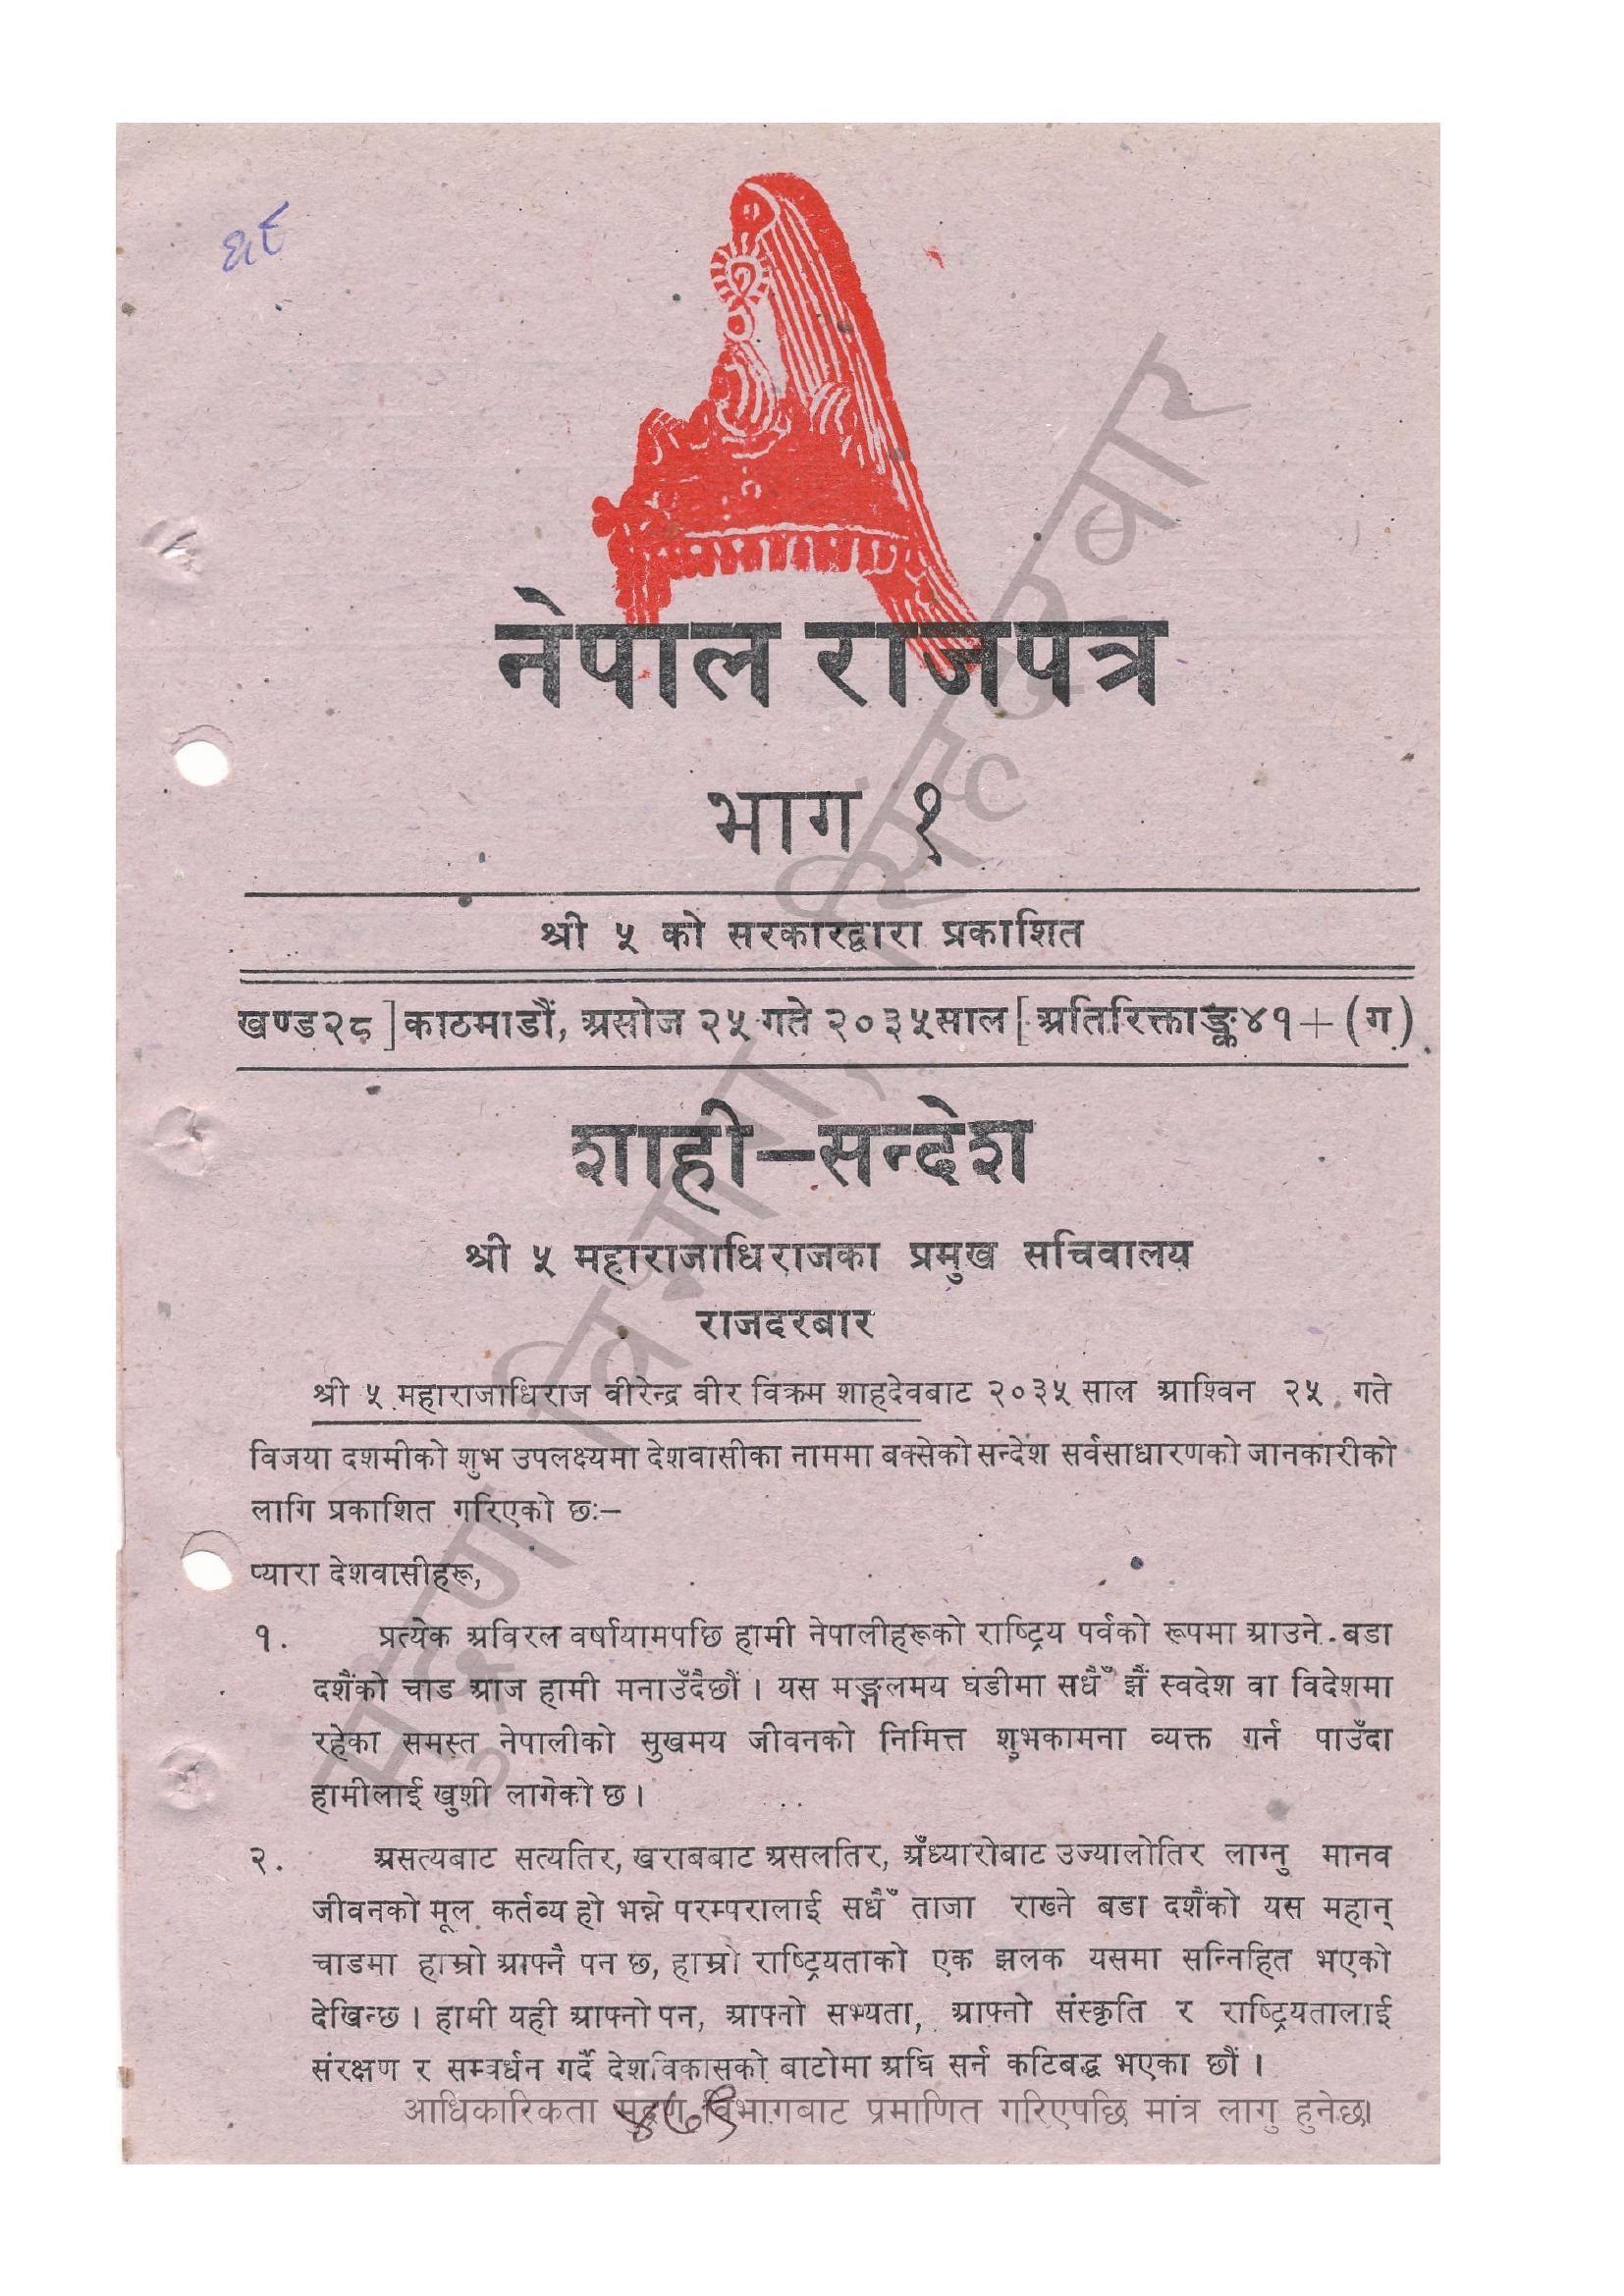 नेपाल राजपत्र
भाग १
श्री ५ को सरकारद्वारा प्रकाशित
खण्ड२८] काठमाडौं, असोज २५ गते २०३५साल [ अतिरिक्ताङ्क४१+(ग)
शाही–सन्देश
श्री ५ महाराजाधिराजका प्रमुख सचिवालय
राजदरबार
श्री ५ महाराजाधिराज वीरेन्द्र वीर विक्रम शाहदेवबाट २०३५ साल आश्विन २५ गते
विजया दशमीको शुभ उपलक्ष्यमा देशवासीका नाममा बक्सेको सन्देश सर्वसाधारणको जानकारीको
लागि प्रकाशित गरिएको छः–
प्यारा देशवासीहरू,
१. प्रत्येक अविरल वर्षायामपछि हामी नेपालीहरूको राष्ट्रिय पर्वको रूपमा आउने बडा
दशैंको चाड आज हामी मनाउँदैछौं । यस मङ्गलमय घडीमा सधैँ झैं स्वदेश वा विदेशमा
रहेका समस्त नेपालीको सुखमय जीवनको निमित्त शुभकामना व्यक्त गर्न पाउँदा
हामीलाई खुशी लागेको छ ।
२. असत्यबाट सत्यतिर, खराबबाट असलतिर, अँध्यारोबाट उज्यालोतिर लाग्नु मानव
जीवनको मूल कर्तव्य हो भन्ने परम्परालाई सधैँ ताजा राख्ने बडा दशैंको यस महान्
चाडमा हाम्रो आफ्नै पन छ, हाम्रो राष्ट्रियताको एक झलक यसमा सन्निहित भएको
देखिन्छ । हामी यही आफ्नो पन, आफ्नो सभ्यता, आफ्नो संस्कृति र राष्ट्रियतालाई
संरक्षण र सम्वर्धन गर्दै देशविकासको बाटोमा अघि सर्न कटिबद्ध भएका छौं ।
आधिकारिकता मुद्रण विभागबाट प्रमाणित गरिएपछि मात्र लागु हुनेछ।